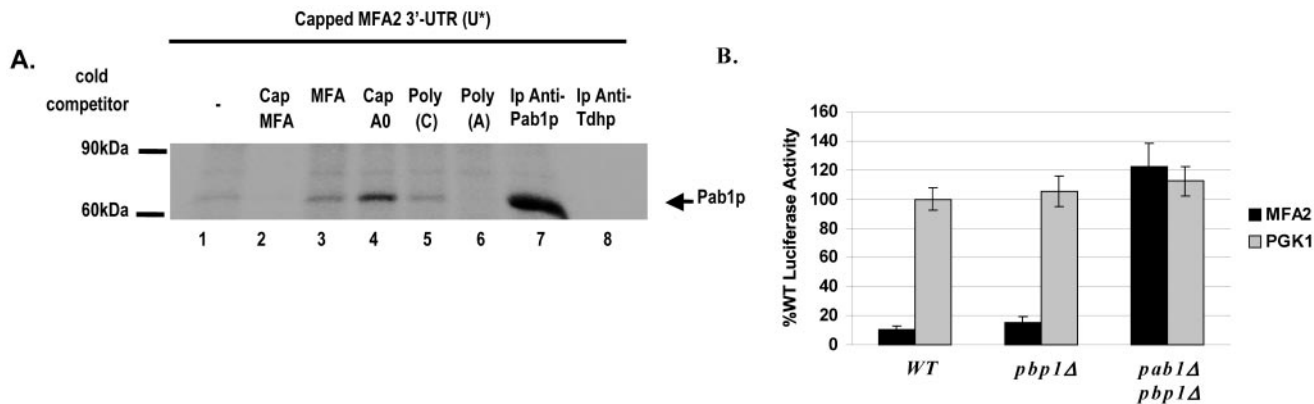 Capped MFA2 3'-UTR (U*)
A.
cold
competitor
-
Cap
MFA
MFA
Cap
A0
Poly
(C)
Poly
(A)
Ip Anti-
Pab1p
Ip Anti-
Tdhp
90kDa
60kDa
Pab1p
1 2 3 4 5 6 7 8
B.
%WT Luciferase Activity
160
140
120
100
80
60
40
20
0
WT
pbp1Δ
pab1Δ
pbp1Δ
MFA2
PGK1